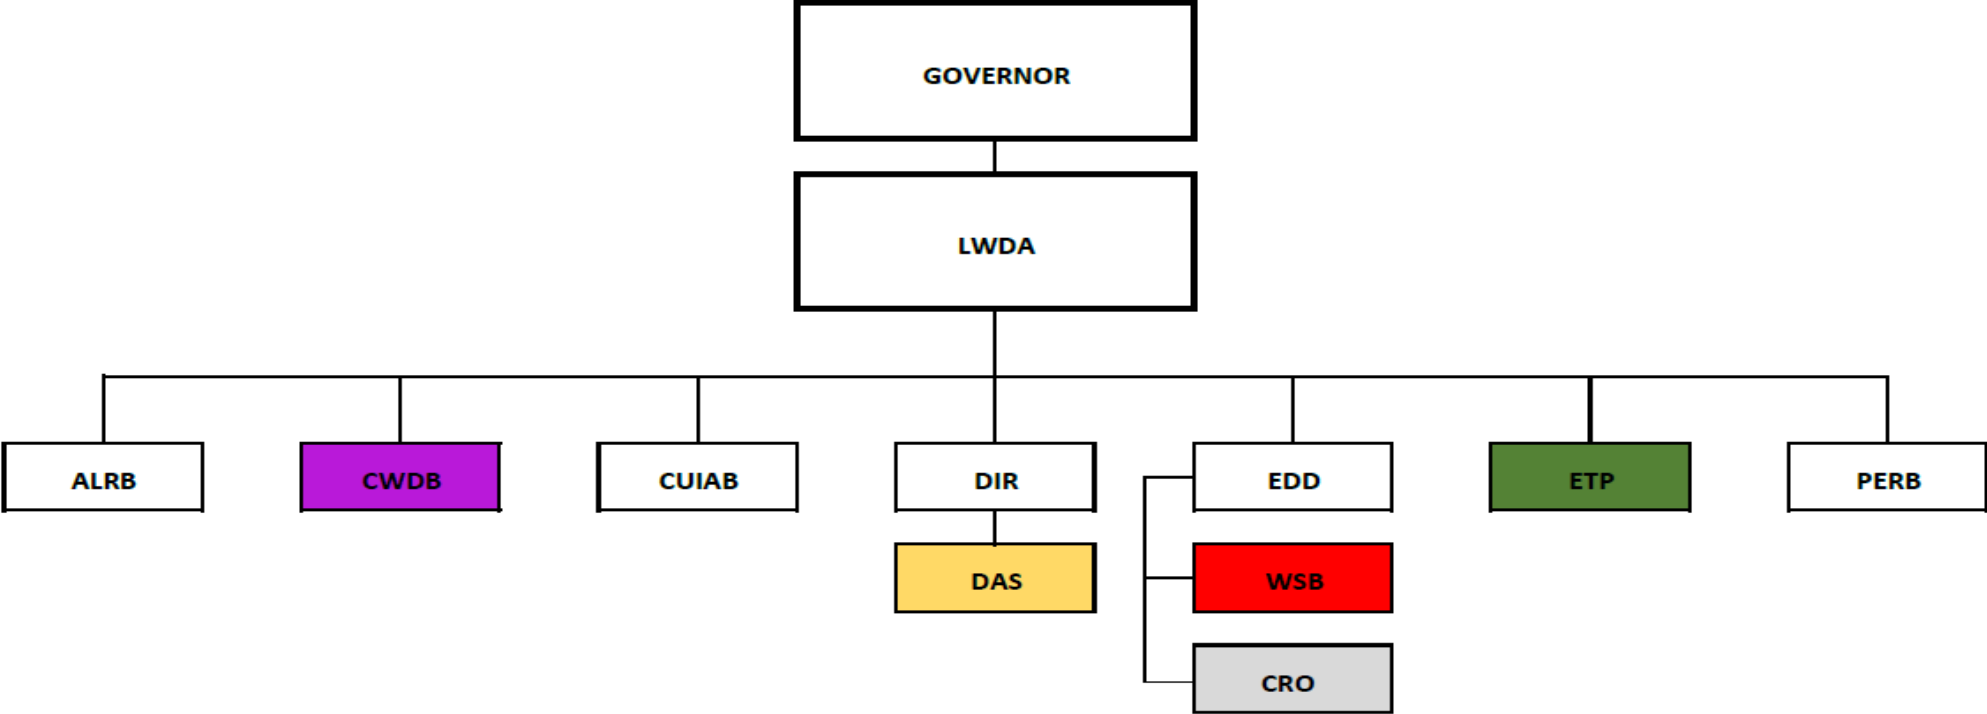 GOVERNOR
LWDA
ALRB
CWDB
CUIAB
DIR
EDD
ETP
PERB
DAS
WSB
CRO